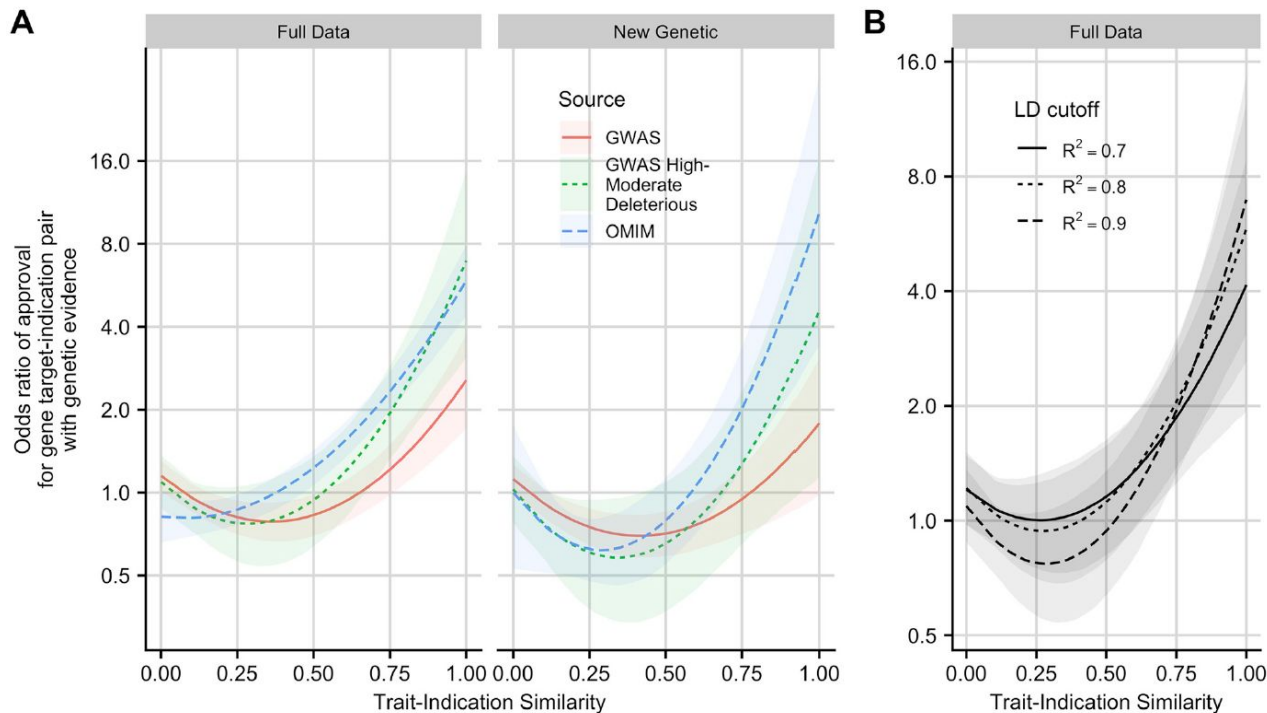 A
Full Data
New Genetic
Source
GWAS
GWAS High-
Moderate
Deleterious
OMIM
16.0
8.0
4.0
2.0
1.0
0.5
Odds ratio of approval
for gene target-indication pair
with genetic evidence
0.00 0.25 0.50 0.75 1.00
0.00 0.25 0.50 0.75 1.00
Trait-Indication Similarity
B
Full Data
LD cutoff
R² = 0.7
R² = 0.8
R² = 0.9
16.0
8.0
4.0
2.0
1.0
0.5
0.00 0.25 0.50 0.75 1.00
Trait-Indication Similarity